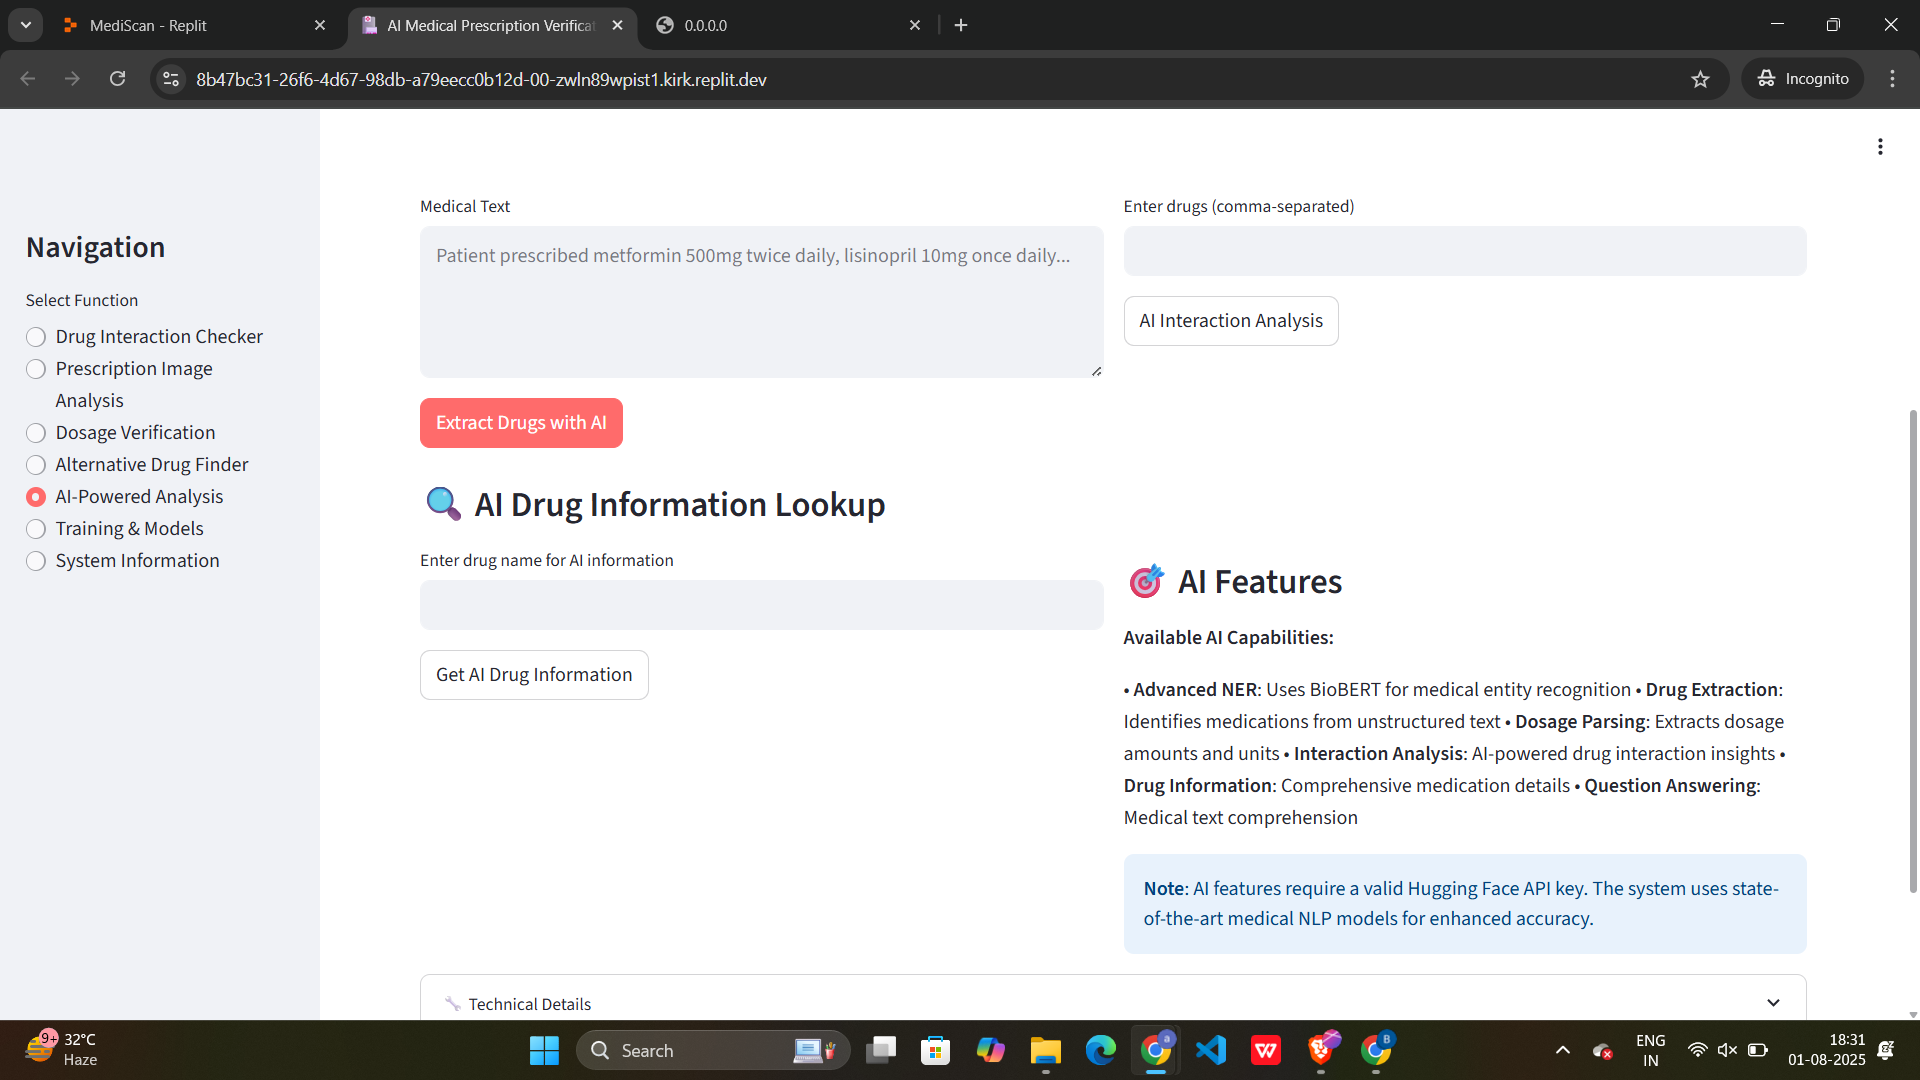 MediScan - Replit
AI Medical Prescription Verificat
0.0.0.0
8b47bc31-26f6-4d67-98db-a79eecc0b12d-00-zwln89wpist1.kirk.replit.dev
Incognito
Navigation
Select Function
Drug Interaction Checker
Prescription Image
Analysis
Dosage Verification
Alternative Drug Finder
AI-Powered Analysis
Training & Models
System Information
Medical Text
Patient prescribed metformin 500mg twice daily, lisinopril 10mg once daily...
Extract Drugs with AI
Enter drugs (comma-separated)
AI Interaction Analysis
AI Drug Information Lookup
Enter drug name for AI information
Get AI Drug Information
AI Features
Available AI Capabilities:
• Advanced NER: Uses BioBERT for medical entity recognition • Drug Extraction:
Identifies medications from unstructured text • Dosage Parsing: Extracts dosage
amounts and units • Interaction Analysis: AI-powered drug interaction insights •
Drug Information: Comprehensive medication details • Question Answering:
Medical text comprehension
Note: AI features require a valid Hugging Face API key. The system uses state-
of-the-art medical NLP models for enhanced accuracy.
Technical Details
9+
32°C
Haze
Search
a
W
B
ENG
IN
18:31
01-08-2025